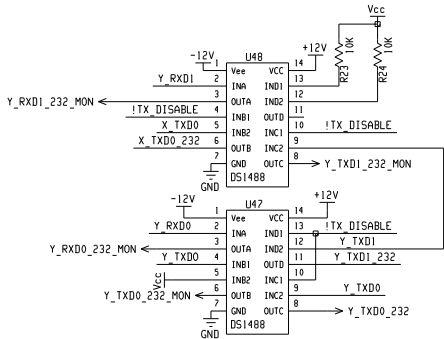 Vcc
-12V U48 +12V
1 Vee VCC 14
Y_RXD1 2 INA IND1 13 R23 10K R24 10K
Y_RXD1_232_MON 3 OUTA IND2 12
!TX_DISABLE 4 INB1 OUTD 11
X_TXD0 5 INB2 INC1 10 !TX_DISABLE
X_TXD0_232 6 OUTB INC2 9
7 GND OUTC 8 Y_TXD1_232_MON
GND DS1488
-12V U47 +12V
1 Vee VCC 14
Y_RXD0 2 INA IND1 13 !TX_DISABLE
Y_RXD0_232_MON 3 OUTA IND2 12 Y_TXD1
Y_TXD0 4 INB1 OUTD 11 Y_TXD1_232
Vcc 5 INB2 INC1 10
Y_TXD0_232_MON 6 OUTB INC2 9 Y_TXD0
7 GND OUTC 8 Y_TXD0_232
GND DS1488